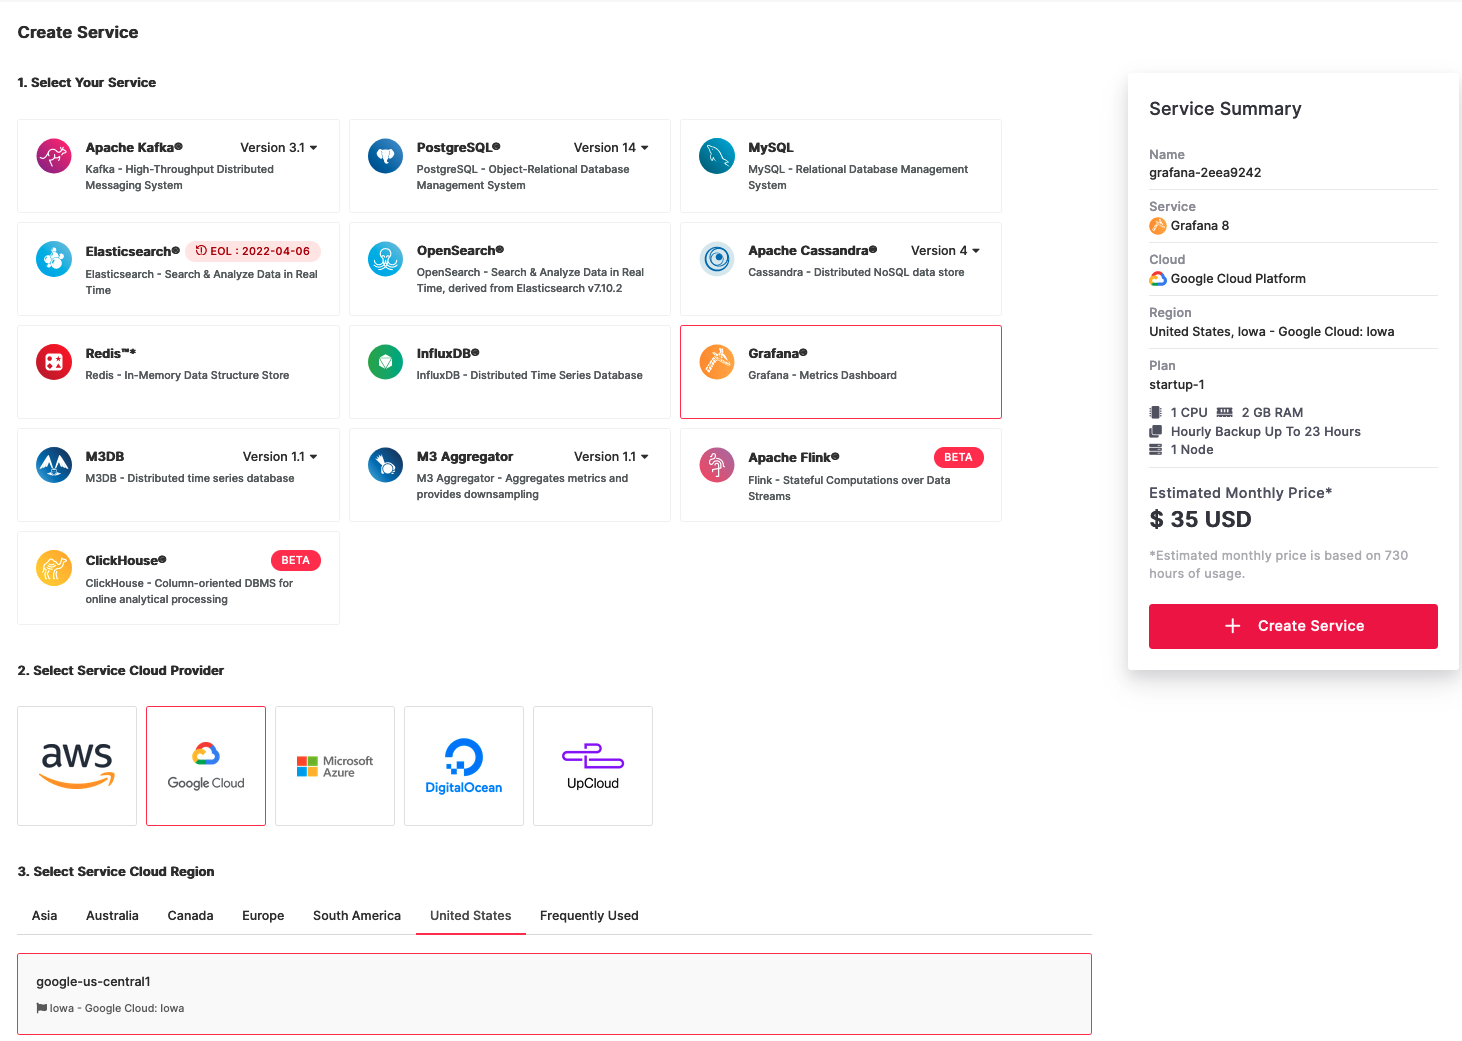 Create Service
1. Select Your Service
Apache Kafka®
Version 3.1
Kafka - High-Throughput Distributed
Messaging System
PostgreSQL®
Version 14
PostgreSQL - Object-Relational Database
Management System
MySQL
MySQL - Relational Database Management
System
Elasticsearch®
EOL : 2022-04-06
Elasticsearch - Search & Analyze Data in Real
Time
OpenSearch®
OpenSearch - Search & Analyze Data in Real
Time, derived from Elasticsearch v7.10.2
Apache Cassandra®
Version 4
Cassandra - Distributed NoSQL data store
Redis™*
Redis - In-Memory Data Structure Store
InfluxDB®
InfluxDB - Distributed Time Series Database
Grafana®
Grafana - Metrics Dashboard
M3DB
Version 1.1
M3DB - Distributed time series database
M3 Aggregator
Version 1.1
M3 Aggregator - Aggregates metrics and
provides downsampling
Apache Flink®
BETA
Flink - Stateful Computations over Data
Streams
ClickHouse®
BETA
ClickHouse - Column-oriented DBMS for
online analytical processing
2. Select Service Cloud Provider
aws
Google Cloud
Microsoft
Azure
DigitalOcean
UpCloud
3. Select Service Cloud Region
Asia
Australia
Canada
Europe
South America
United States
Frequently Used
google-us-central1
Iowa - Google Cloud: Iowa
Service Summary
Name
grafana-2eea9242
Service
Grafana 8
Cloud
Google Cloud Platform
Region
United States, Iowa - Google Cloud: Iowa
Plan
startup-1
1 CPU 2 GB RAM
Hourly Backup Up To 23 Hours
1 Node
Estimated Monthly Price*
$ 35 USD
*Estimated monthly price is based on 730
hours of usage.
+ Create Service